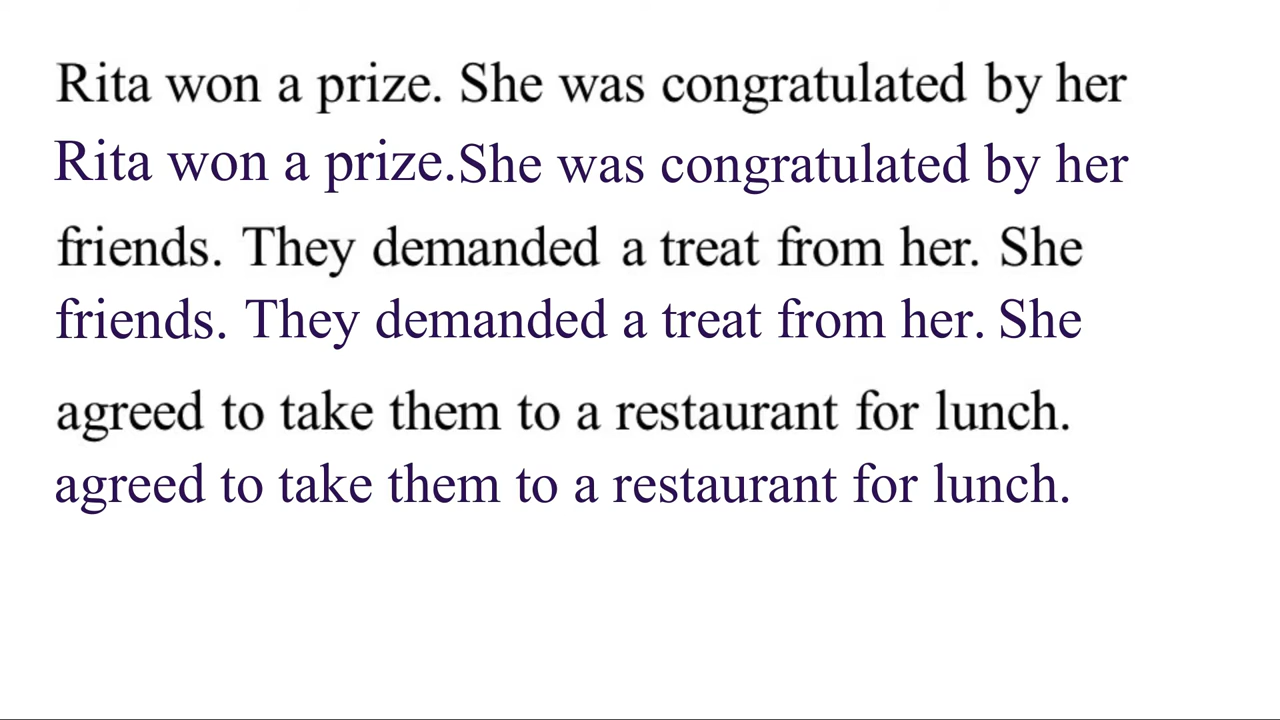 Rita won a prize. She was congratulated by her
Rita won a prize.She was congratulated by her
friends. They demanded a treat from her. She
friends. They demanded a treat from her. She
agreed to take them to a restaurant for lunch.
agreed to take them to a restaurant for lunch.